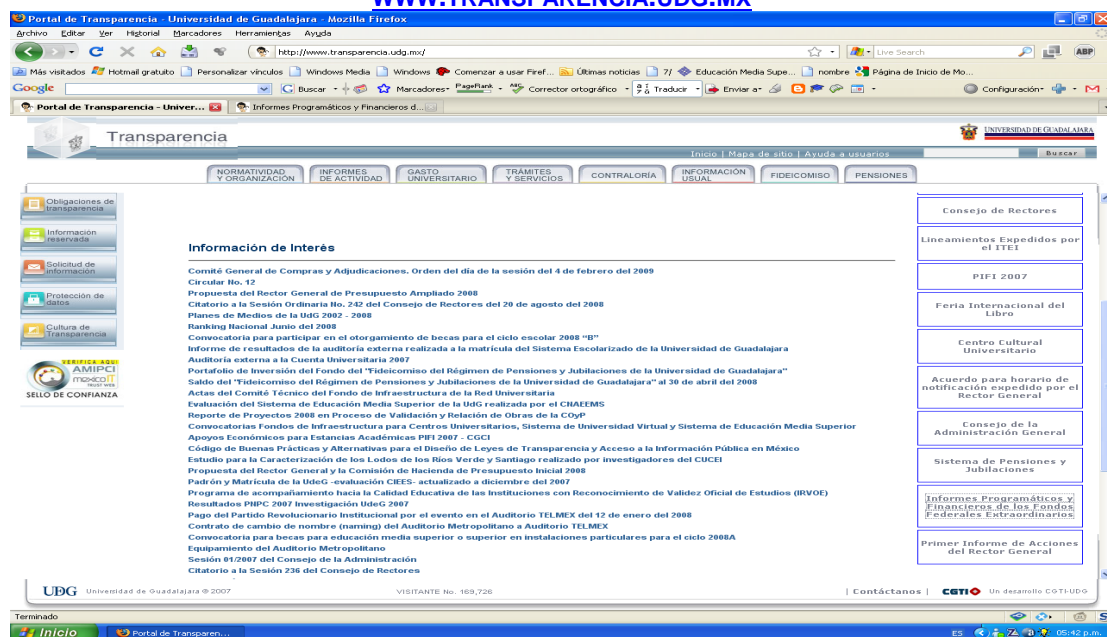 WWW.TRANSPARENCIA.UDG.MX
Portal de Transparencia - Universidad de Guadalajara - Mozilla Firefox
Archivo Editar Ver Historial Marcadores Herramientas Ayuda
http://www.transparencia.udg.mx/
Live Search
ABP
Más visitados Hotmail gratuito Personalizar vínculos Windows Media Windows Comenzar a usar Firef... Últimas noticias 7/ Educación Media Supe... nombre Página de Inicio de Mo...
Google Buscar Marcadores PageRank Corrector ortográfico Traducir Enviar a Configuración
Portal de Transparencia - Univer... Informes Programáticos y Financieros d...
Transparencia
UNIVERSIDAD DE GUADALAJARA
Inicio | Mapa de sitio | Ayuda a usuarios
Buscar
NORMATIVIDAD Y ORGANIZACIÓN
INFORMES DE ACTIVIDAD
GASTO UNIVERSITARIO
TRÁMITES Y SERVICIOS
CONTRALORÍA
INFORMACIÓN USUAL
FIDEICOMISO
PENSIONES
Obligaciones de
transparencia
Información
reservada
Solicitud de
información
Protección de
datos
Cultura de
Transparencia
VERIFICA AQUI
AMIPCI
MEXICO IT
TRUST WEB
SELLO DE CONFIANZA
Información de Interés
Comité General de Compras y Adjudicaciones. Orden del día de la sesión del 4 de febrero del 2009
Circular No. 12
Propuesta del Rector General de Presupuesto Ampliado 2008
Citatorio a la Sesión Ordinaria No. 242 del Consejo de Rectores del 20 de agosto del 2008
Planes de Medios de la UdG 2002 - 2008
Ranking Nacional Junio del 2008
Convocatoria para participar en el otorgamiento de becas para el ciclo escolar 2008 “B”
Informe de resultados de la auditoría externa realizada a la matrícula del Sistema Escolarizado de la Universidad de Guadalajara
Auditoría externa a la Cuenta Universitaria 2007
Portafolio de Inversión del Fondo del "Fideicomiso del Régimen de Pensiones y Jubilaciones de la Universidad de Guadalajara"
Saldo del "Fideicomiso del Régimen de Pensiones y Jubilaciones de la Universidad de Guadalajara" al 30 de abril del 2008
Actas del Comité Técnico del Fondo de Infraestructura de la Red Universitaria
Evaluación del Sistema de Educación Media Superior de la UdG realizada por el CNAEEMS
Reporte de Proyectos 2008 en Proceso de Validación y Relación de Obras de la COyP
Convocatorias Fondos de Infraestructura para Centros Universitarios, Sistema de Universidad Virtual y Sistema de Educación Media Superior
Apoyos Económicos para Estancias Académicas PIFI 2007 - CGCI
Código de Buenas Prácticas y Alternativas para el Diseño de Leyes de Transparencia y Acceso a la Información Pública en México
Estudio para la Caracterización de los Lodos de los Ríos Verde y Santiago realizado por investigadores del CUCEI
Propuesta del Rector General y la Comisión de Hacienda de Presupuesto Inicial 2008
Padrón y Matrícula de la UdeG -evaluación CIEES- actualizado a diciembre del 2007
Programa de acompañamiento hacia la Calidad Educativa de las Instituciones con Reconocimiento de Validez Oficial de Estudios (IRVOE)
Resultados PNPC 2007 Investigación UdeG 2007
Pago del Partido Revolucionario Institucional por el evento en el Auditorio TELMEX del 12 de enero del 2008
Contrato de cambio de nombre (naming) del Auditorio Metropolitano a Auditorio TELMEX
Convocatoria para becas para educación media superior o superior en instalaciones particulares para el ciclo 2008A
Equipamiento del Auditorio Metropolitano
Sesión 01/2007 del Consejo de la Administración
Citatorio a la Sesión 236 del Consejo de Rectores
Consejo de Rectores
Lineamientos Expedidos por
el ITEI
PIFI 2007
Feria Internacional del
Libro
Centro Cultural
Universitario
Acuerdo para horario de
notificación expedido por el
Rector General
Consejo de la
Administración General
Sistema de Pensiones y
Jubilaciones
Informes Programáticos y
Financieros de los Fondos
Federales Extraordinarios
Primer Informe de Acciones
del Rector General
UDG Universidad de Guadalajara © 2007 VISITANTE No. 169,726 | Contáctanos | CGTI Un desarrollo CGTI-UDG
Terminado
Inicio Portal de Transparen... ES 05:42 p.m.